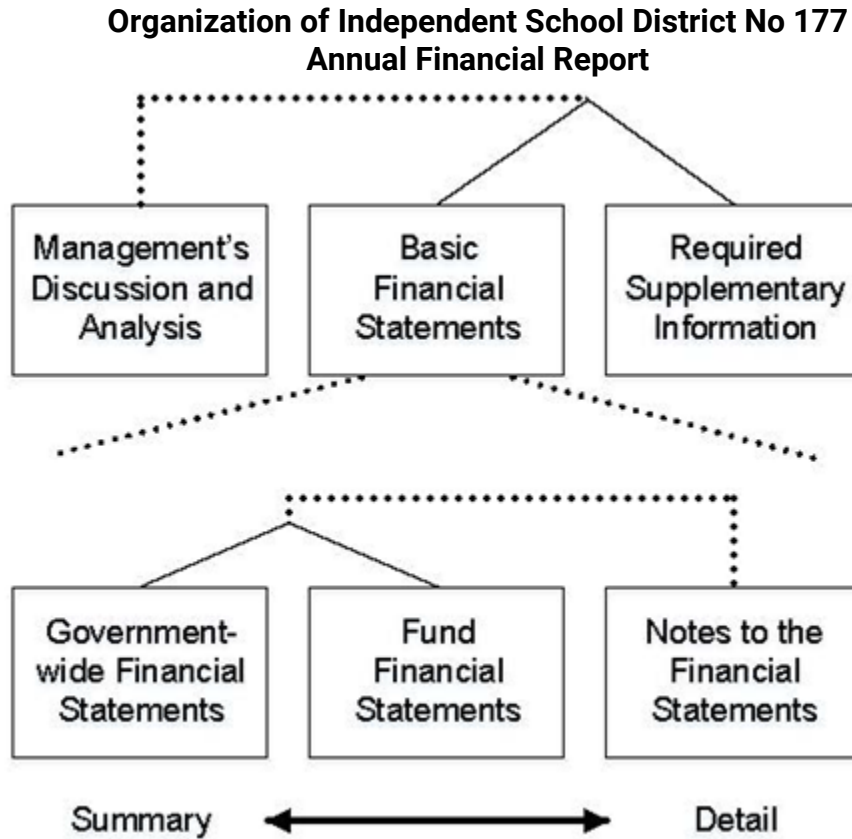 Organization of Independent School District No 177
Annual Financial Report
Management's
Discussion and
Analysis
Basic
Financial
Statements
Required
Supplementary
Information
Government-
wide Financial
Statements
Fund
Financial
Statements
Notes to the
Financial
Statements
Summary
Detail